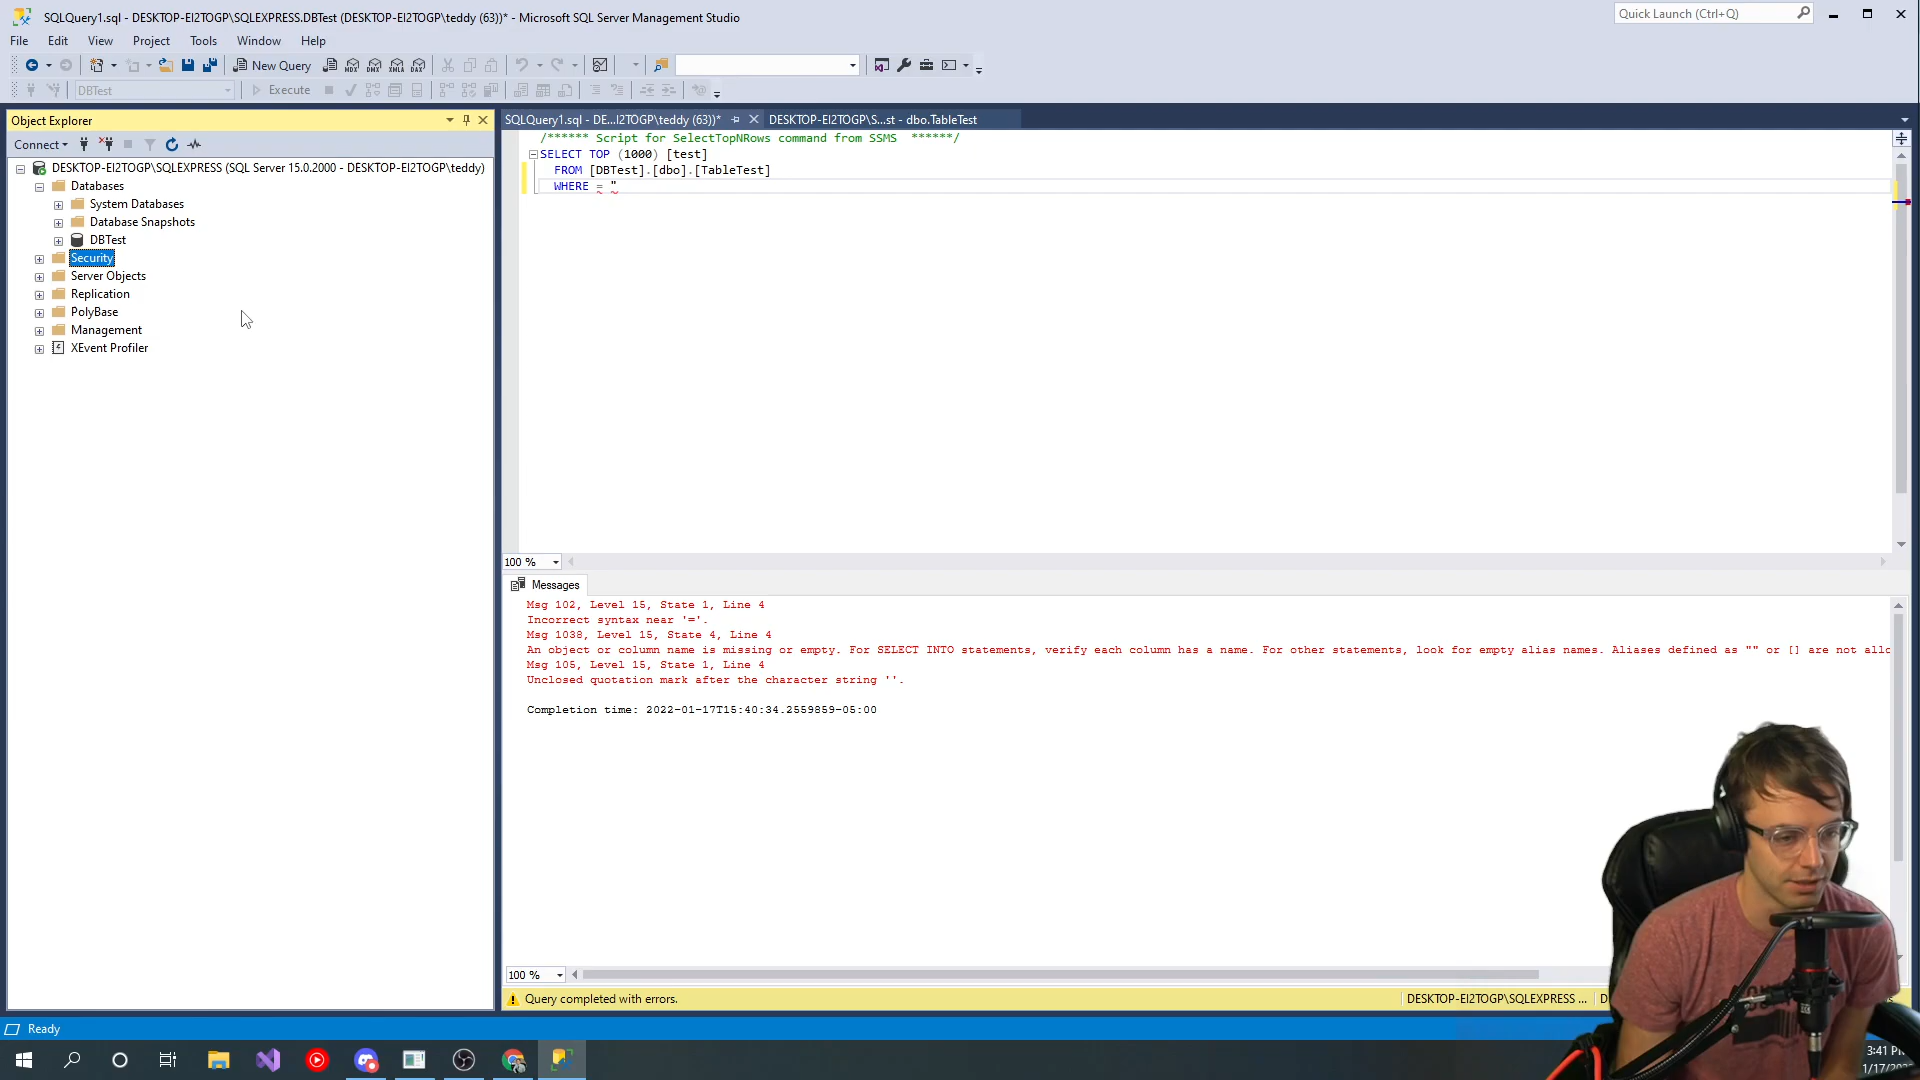 SQLQuery1.sql - DESKTOP-EI2TOGP\SQLEXPRESS.DBTest (DESKTOP-EI2TOGP\teddy (63))* - Microsoft SQL Server Management Studio
Quick Launch (Ctrl+Q)
File Edit View Project Tools Window Help
New Query
MDX DMX XMLA DAX
DBTest
Execute
Object Explorer
SQLQuery1.sql - DE...I2TOGP\teddy (63))*
DESKTOP-EI2TOGP\S...st - dbo.TableTest
Connect
DESKTOP-EI2TOGP\SQLEXPRESS (SQL Server 15.0.2000 - DESKTOP-EI2TOGP\teddy)
Databases
System Databases
Database Snapshots
DBTest
Security
Server Objects
Replication
PolyBase
Management
XEvent Profiler
/****** Script for SelectTopNRows command from SSMS ******/
SELECT TOP (1000) [test]
FROM [DBTest].[dbo].[TableTest]
WHERE = "
100 %
Messages
Msg 102, Level 15, State 1, Line 4
Incorrect syntax near '='.
Msg 1038, Level 15, State 4, Line 4
An object or column name is missing or empty. For SELECT INTO statements, verify each column has a name. For other statements, look for empty alias names. Aliases defined as "" or [] are not allo
Msg 105, Level 15, State 1, Line 4
Unclosed quotation mark after the character string ''.
Completion time: 2022-01-17T15:40:34.2559859-05:00
100 %
Query completed with errors.
DESKTOP-EI2TOGP\SQLEXPRESS ...
D
Ready
3:41 P
1/17/20